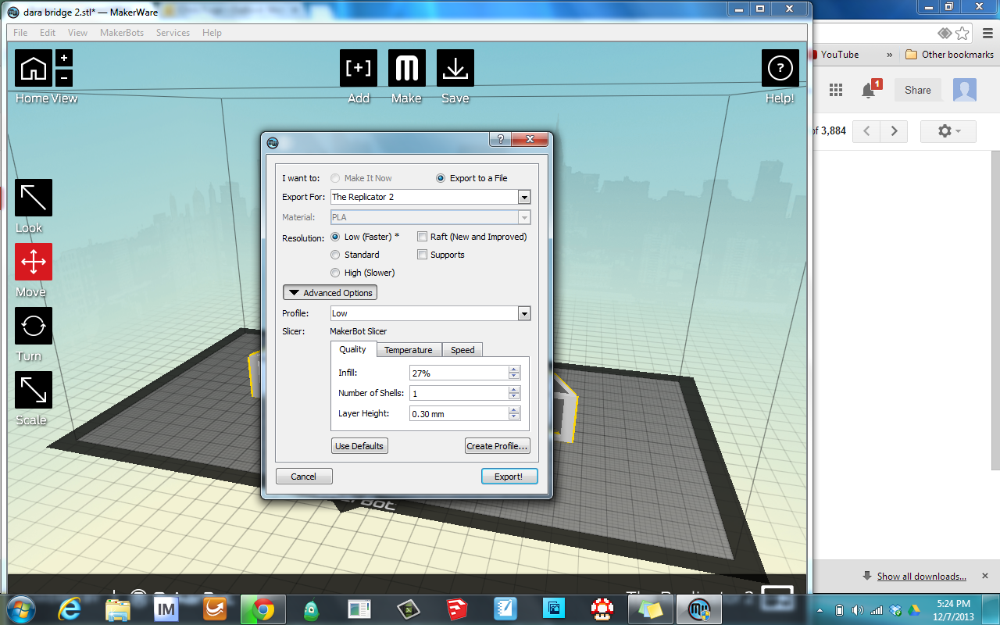 dara bridge 2.stl* — MakerWare
File Edit View MakerBots Services Help
YouTube » Other bookmarks
Home View
Add
Make
Save
Help!
1
Share
3,884
Look
Move
Turn
Scale
I want to: Make It Now Export to a File
Export For: The Replicator 2
Material: PLA
Resolution: Low (Faster) * Raft (New and Improved)
Standard Supports
High (Slower)
Advanced Options
Profile: Low
Slicer: MakerBot Slicer
Quality Temperature Speed
Infill: 27%
Number of Shells: 1
Layer Height: 0.30 mm
Use Defaults Create Profile...
Cancel Export!
Show all downloads...
IM
5:24 PM
12/7/2013